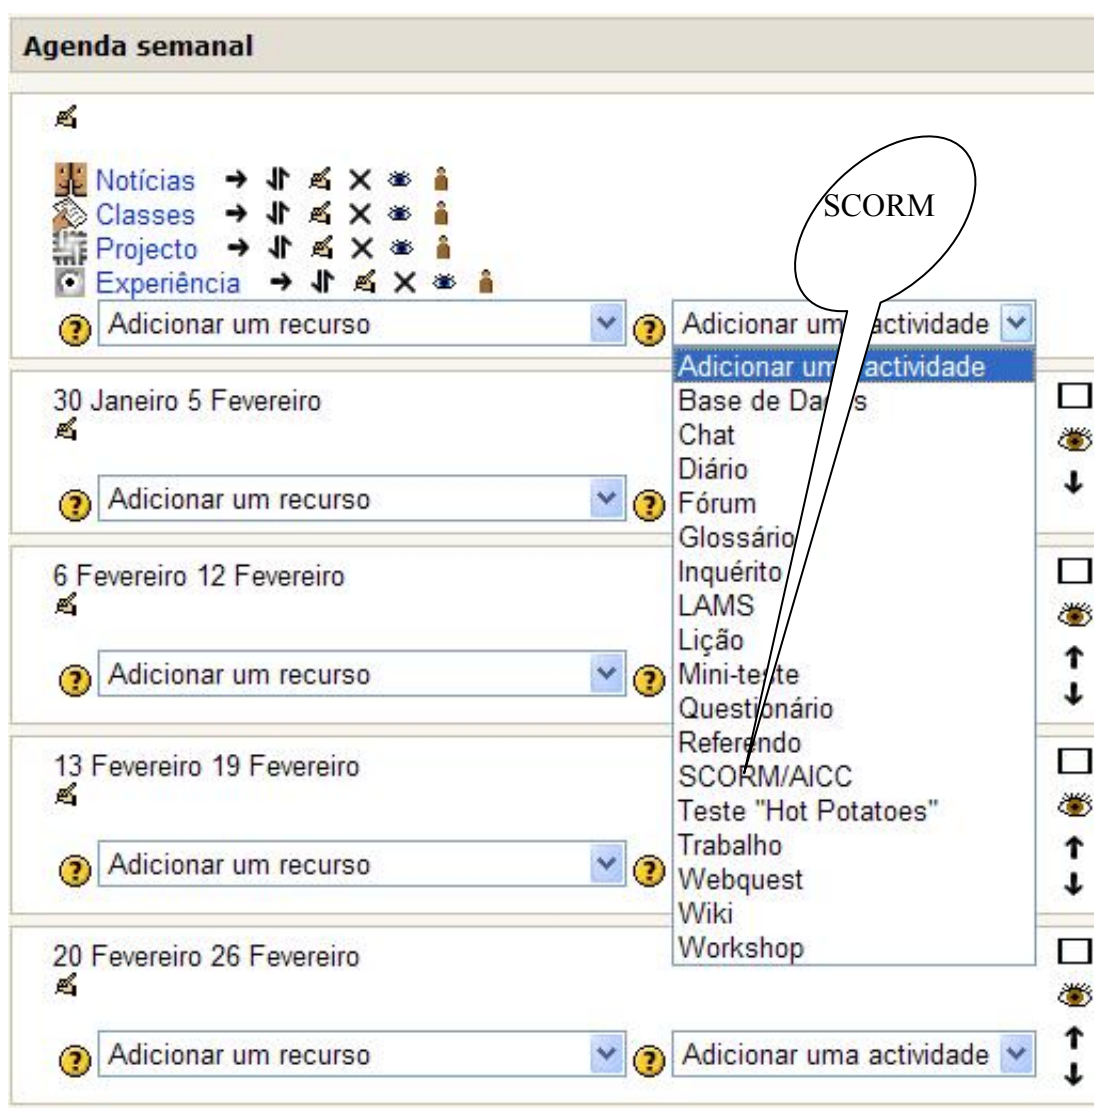 Agenda semanal
Notícias
Classes
Projecto
Experiência
SCORM
Adicionar um recurso
Adicionar uma actividade
Adicionar uma actividade
Base de Dados
Chat
Diário
Fórum
Glossário
Inquérito
LAMS
Lição
Mini-teste
Questionário
Referendo
SCORM/AICC
Teste "Hot Potatoes"
Trabalho
Webquest
Wiki
Workshop
30 Janeiro 5 Fevereiro
Adicionar um recurso
6 Fevereiro 12 Fevereiro
Adicionar um recurso
13 Fevereiro 19 Fevereiro
Adicionar um recurso
20 Fevereiro 26 Fevereiro
Adicionar um recurso
Adicionar uma actividade